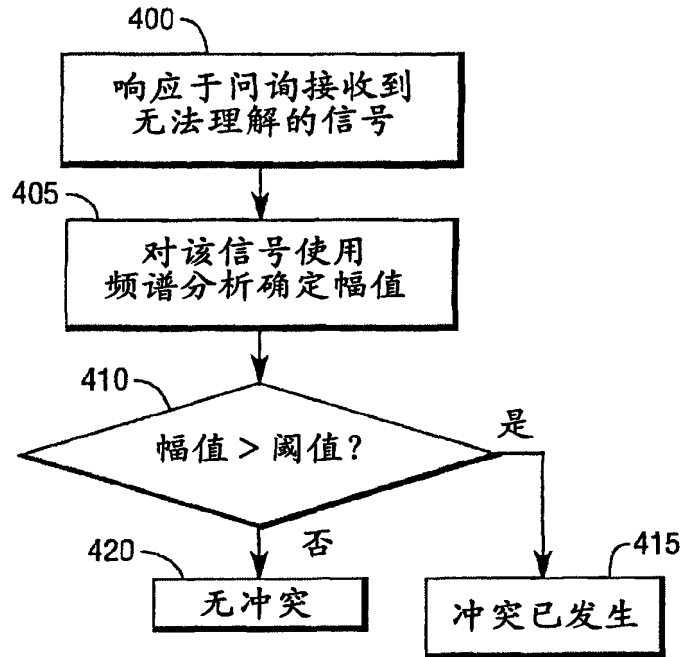 400
响应于问询接收到
无法理解的信号
405
对该信号使用
频谱分析确定幅值
410
幅值 > 阈值?
是
否
420
无冲突
415
冲突已发生